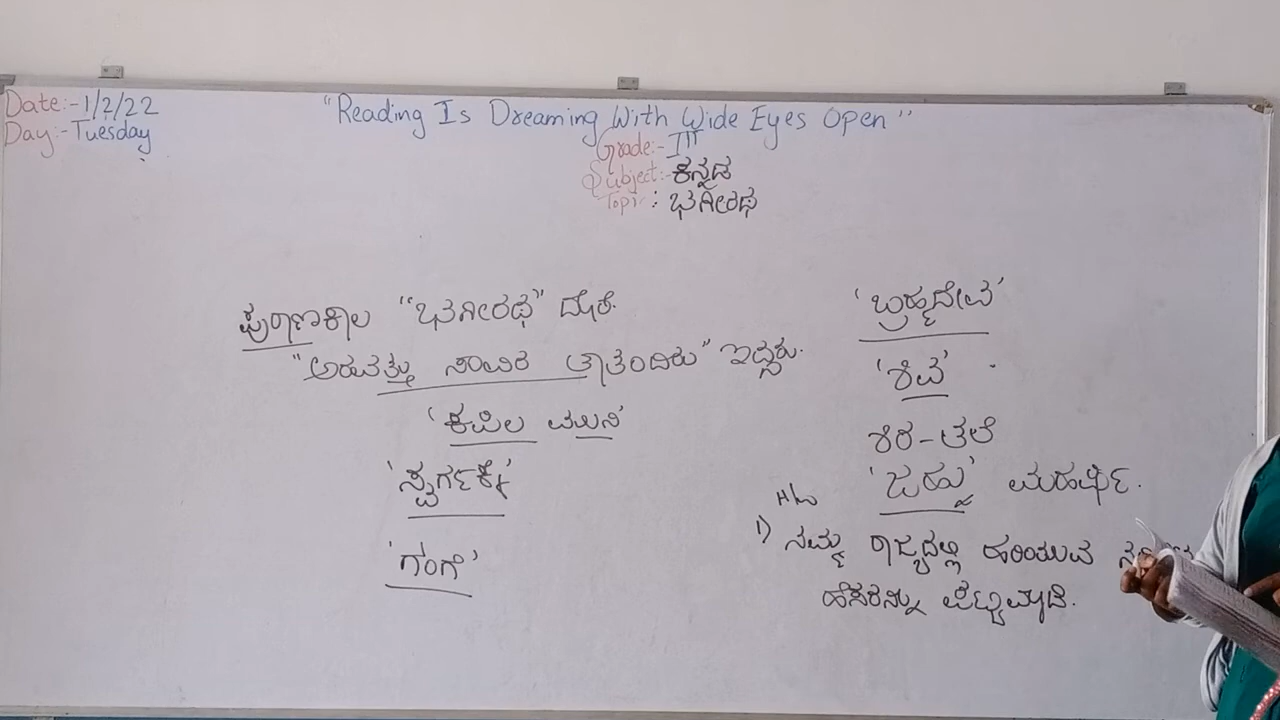 Date:-1/2/22
Day:-Tuesday
"Reading Is Dreaming With Wide Eyes Open"
Grade:-III
Subject:-ಕನ್ನಡ
Topic: ಭಗೀರಥ
ಪುರಾಣಕಾಲ "ಭಗೀರಥ" ದೊರೆ.
"ಅರುವತ್ತು ಸಾವಿರ ತಾತಂದಿರು" ಇದ್ದರು.
'ಕಪಿಲ ಮುನಿ'
'ಸ್ವರ್ಗಕ್ಕೆ'
'ಗಂಗೆ'
'ಬ್ರಹ್ಮದೇವ'
'ಶಿವ'
ಶಿರ-ತಲೆ
'ಜಹ್ನು' ಮಹರ್ಷಿ.
H/w
1) ನಮ್ಮ ರಾಜ್ಯದಲ್ಲಿ ಹರಿಯುವ
ಹೆಸರನ್ನು ಪಟ್ಟಿಮಾಡಿ.